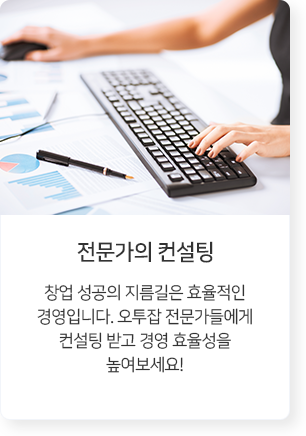 전문가의 컨설팅
창업 성공의 지름길은 효율적인
경영입니다. 오투잡 전문가들에게
컨설팅 받고 경영 효율성을
높여보세요!